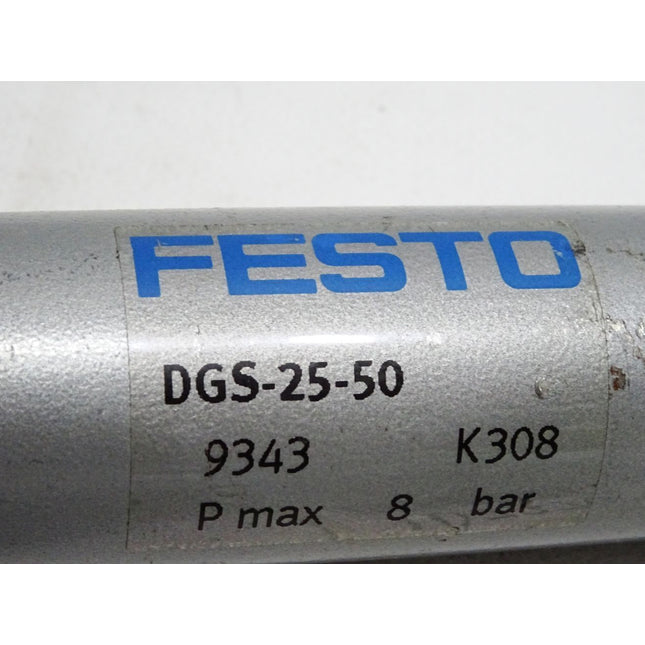 FESTO
DGS-25-50
9343 K308
P max 8 bar